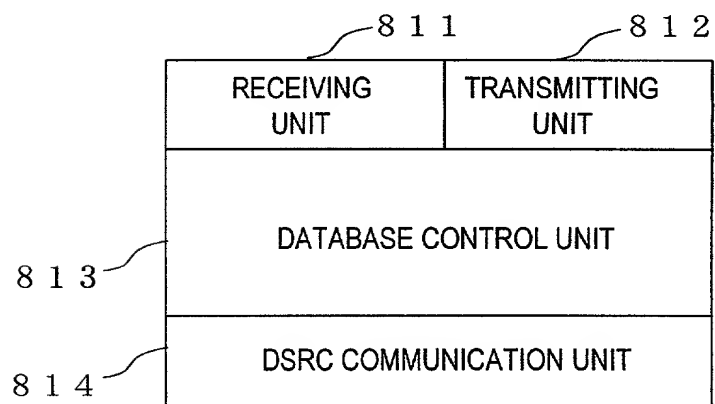 ８１１
８１２
RECEIVING
UNIT
TRANSMITTING
UNIT
DATABASE CONTROL UNIT
８１３
DSRC COMMUNICATION UNIT
８１４